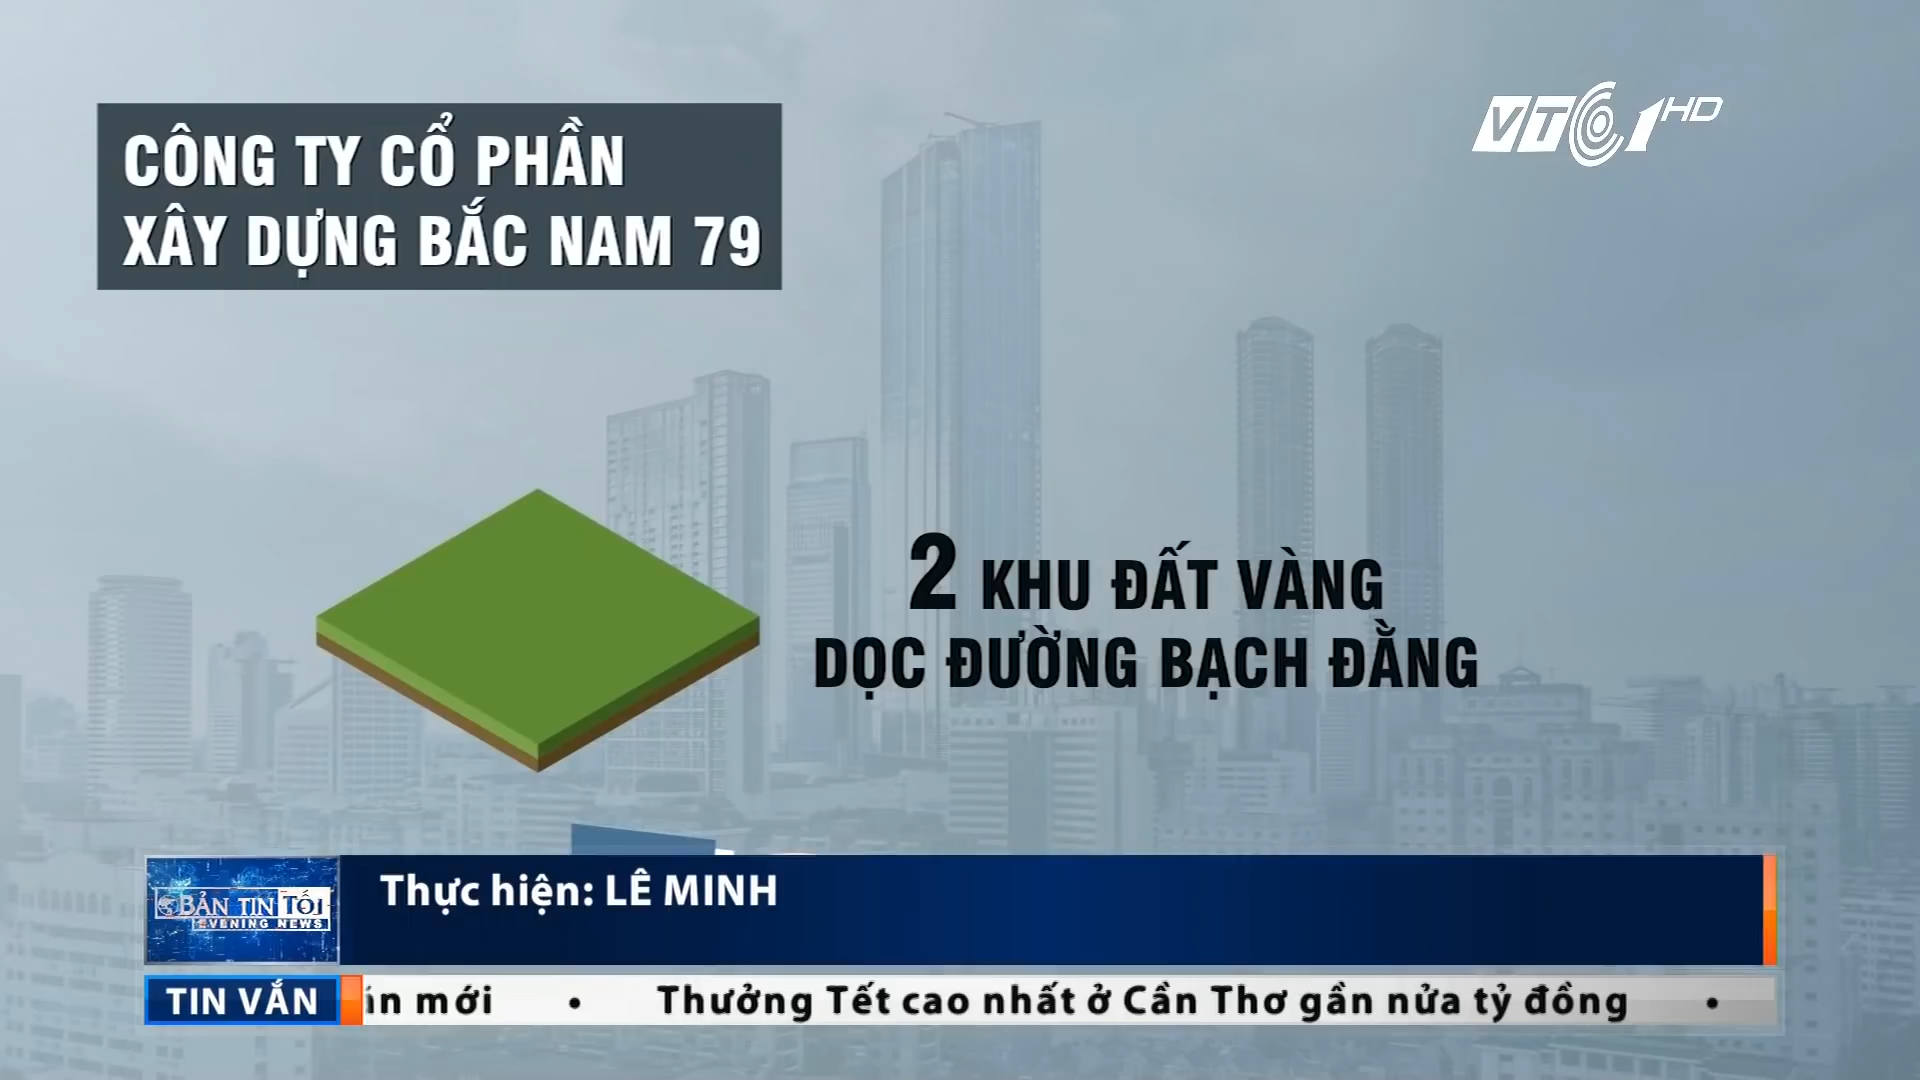 CÔNG TY CỔ PHẦN
XÂY DỰNG BẮC NAM 79
VTC1 HD
2 KHU ĐẤT VÀNG
DỌC ĐƯỜNG BẠCH ĐẰNG
Thực hiện: LÊ MINH
BẢN TIN TỐI
EVENING NEWS
TIN VẮN
mới • Thưởng Tết cao nhất ở Cần Thơ gần nửa tỷ đồng •